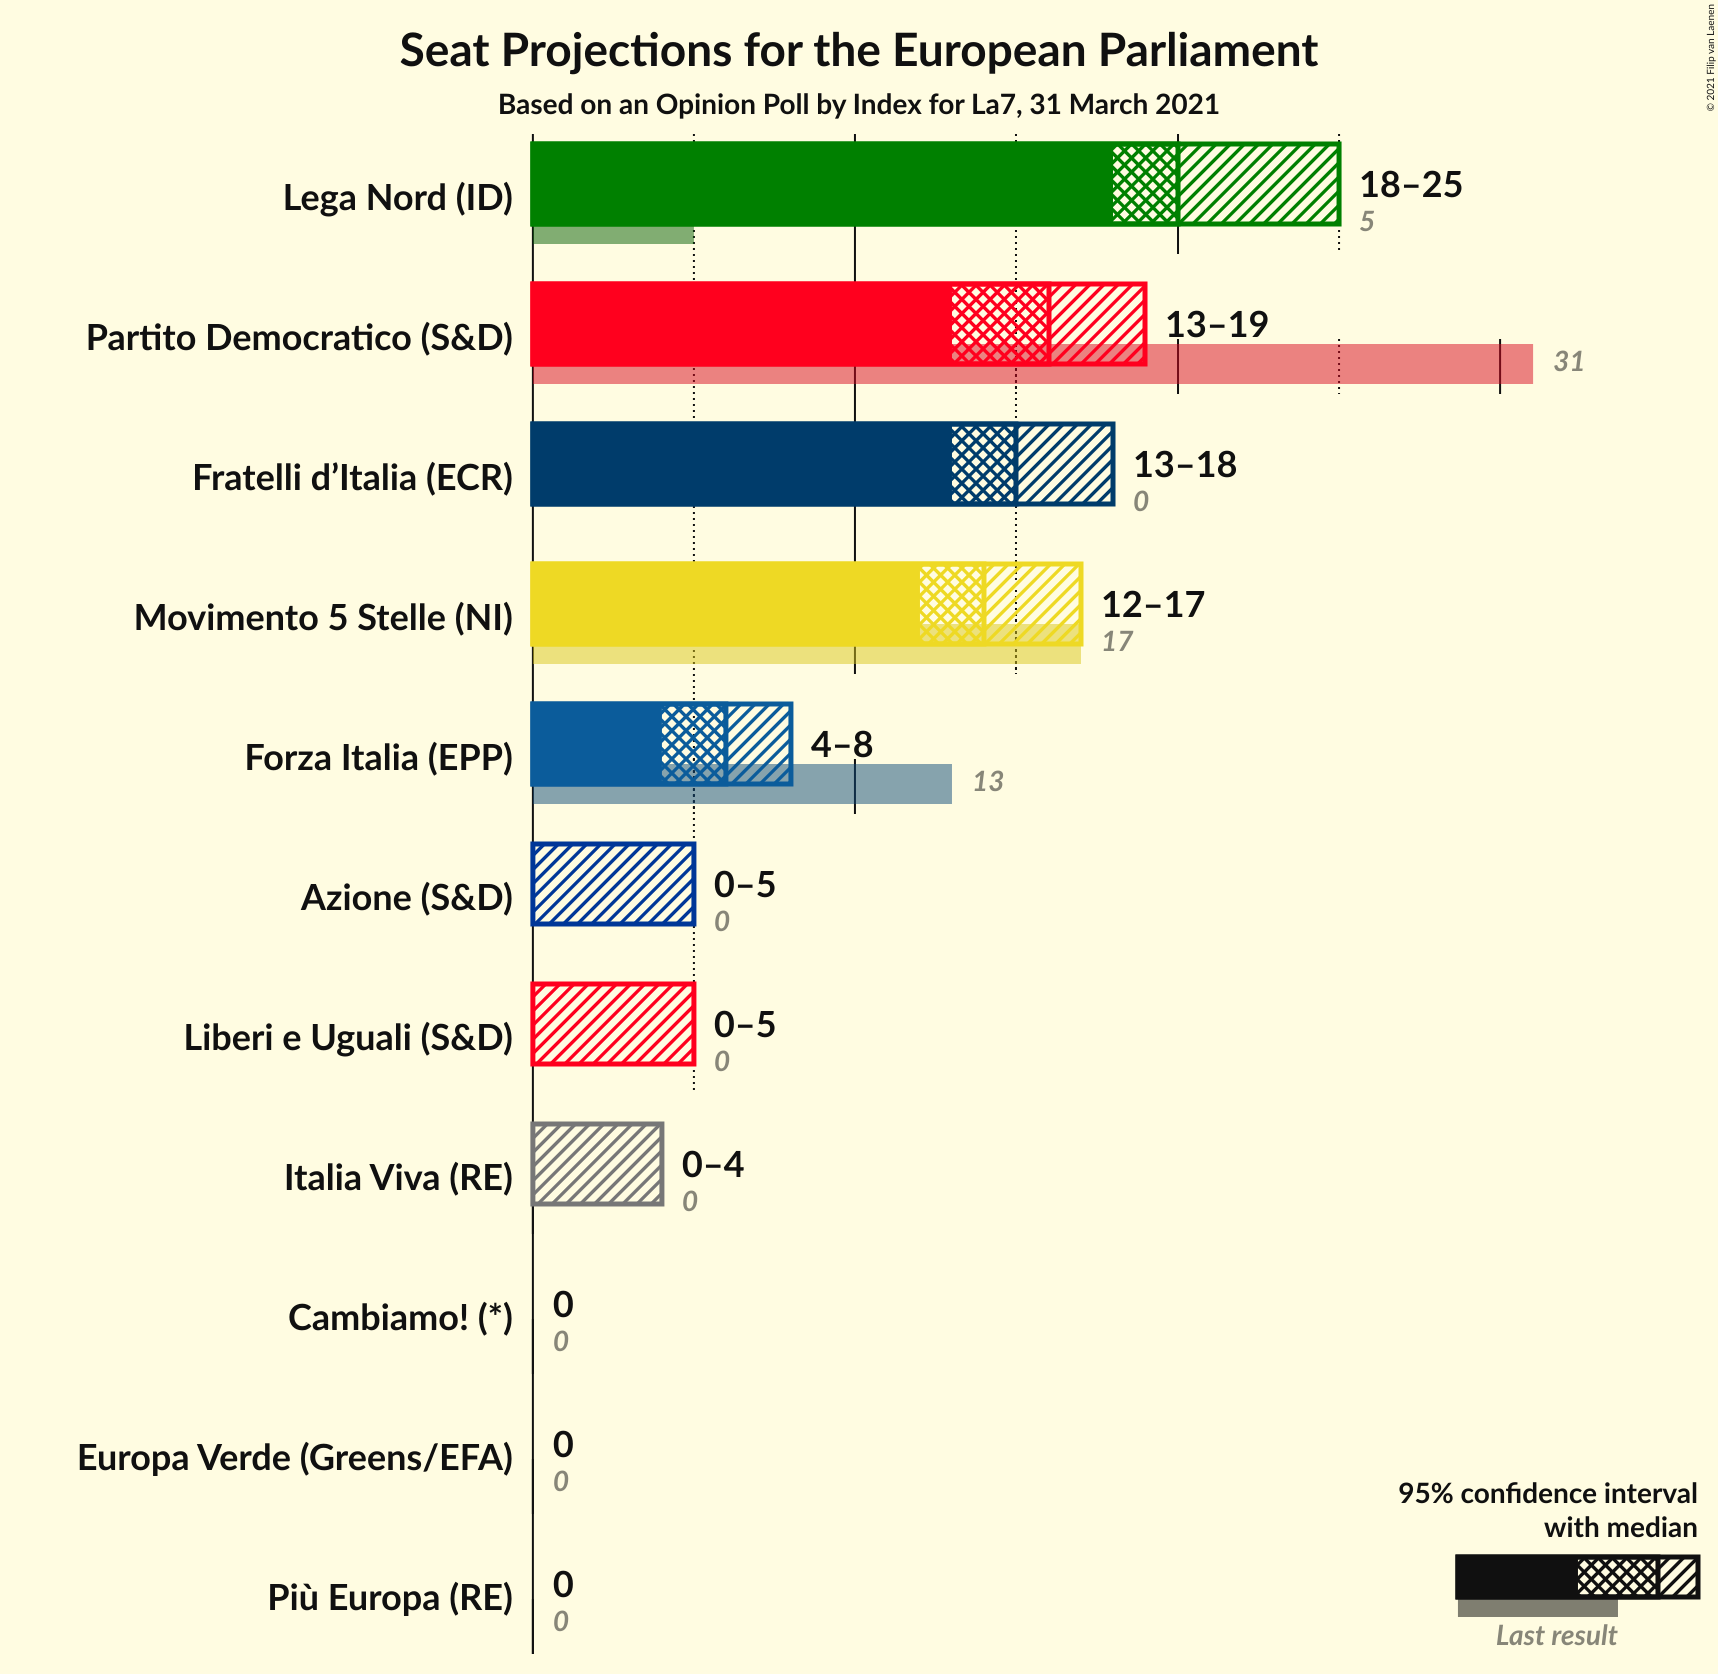 Seat Projections for the European Parliament
Based on an Opinion Poll by Index for La7, 31 March 2021
© 2021 Filip van Laenen
Lega Nord (ID)
18–25
5
Partito Democratico (S&D)
13–19
31
Fratelli d’Italia (ECR)
13–18
0
Movimento 5 Stelle (NI)
12–17
17
Forza Italia (EPP)
4–8
13
Azione (S&D)
0–5
0
Liberi e Uguali (S&D)
0–5
0
Italia Viva (RE)
0–4
0
Cambiamo! (*)
0
0
Europa Verde (Greens/EFA)
0
0
Più Europa (RE)
0
0
95% confidence interval
with median
Last result